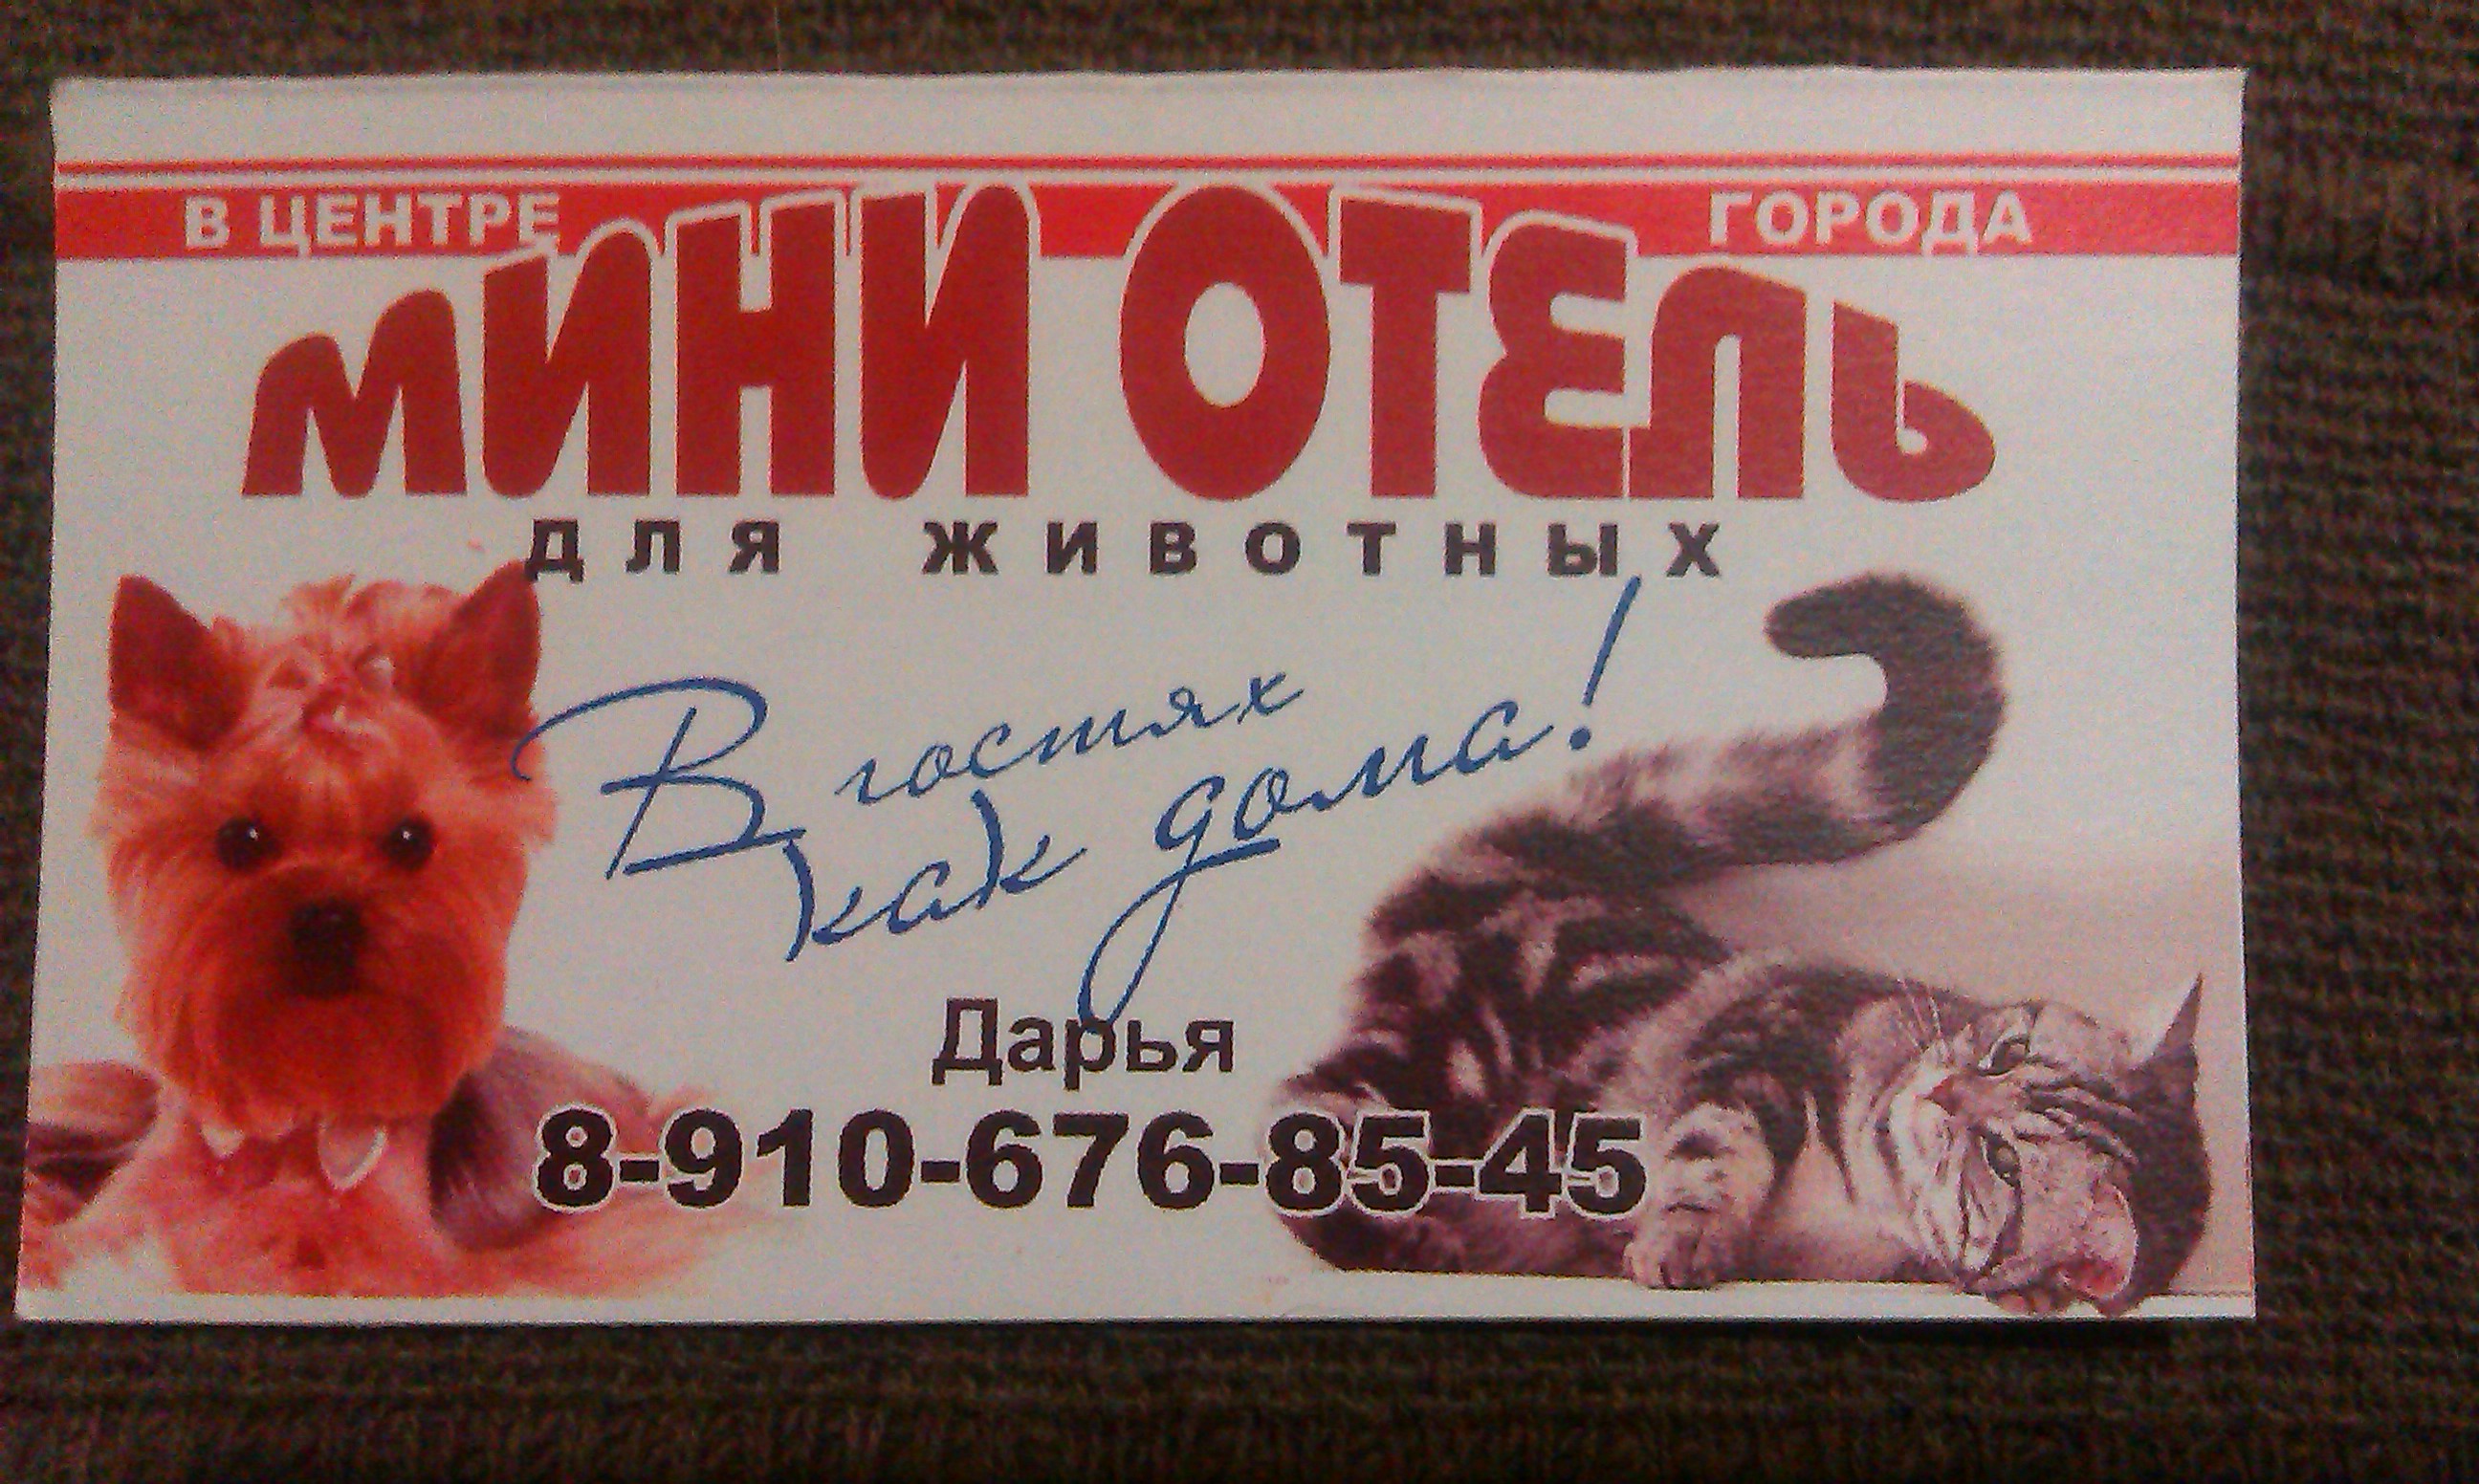 В ЦЕНТРЕ ГОРОДА
МИНИ ОТЕЛЬ
для животных
В гостях
как дома!
Дарья
8-910-676-85-45